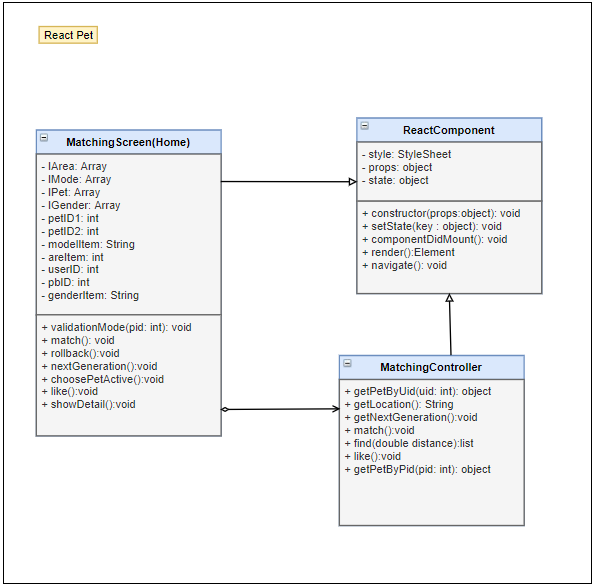 React Pet
MatchingScreen(Home)
- IArea: Array
- IMode: Array
- IPet: Array
- IGender: Array
- petID1: int
- petID2: int
- modelItem: String
- areItem: int
- userID: int
- pbID: int
- genderItem: String
+ validationMode(pid: int): void
+ match(): void
+ rollback():void
+ nextGeneration():void
+ choosePetActive():void
+ like():void
+ showDetail():void
ReactComponent
- style: StyleSheet
- props: object
- state: object
+ constructor(props:object): void
+ setState(key : object): void
+ componentDidMount(): void
+ render():Element
+ navigate(): void
MatchingController
+ getPetByUid(uid: int): object
+ getLocation(): String
+ getNextGeneration():void
+ match():void
+ find(double distance):list
+ like():void
+ getPetByPid(pid: int): object